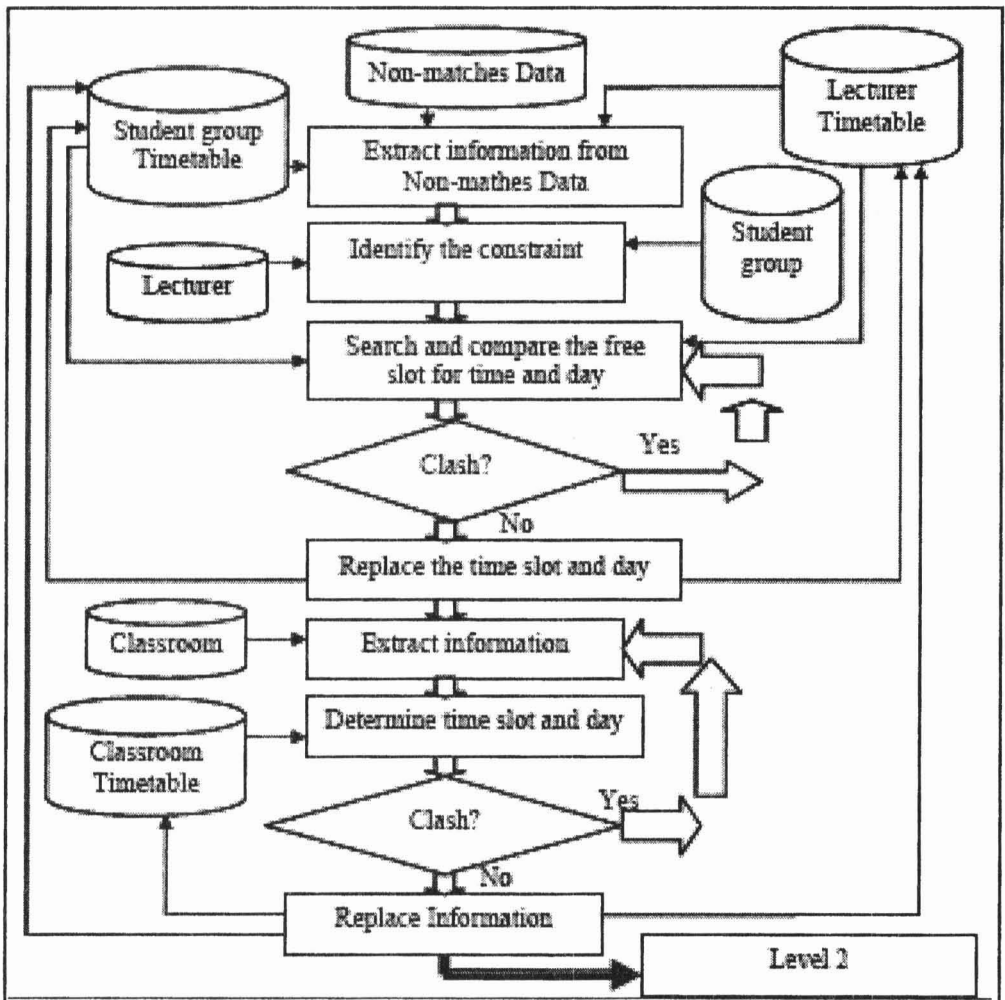 Non-matches Data
Lecturer
Timetable
Student group
Timetable
Extract information from
Non-mathes Data
Student
group
Identify the constraint
Lecturer
Search and compare the free
slot for time and day
Yes
Clash?
No
Replace the time slot and day
Classroom
Extract information
Determine time slot and day
Classroom
Timetable
Yes
Clash?
No
Replace Information
Level 2